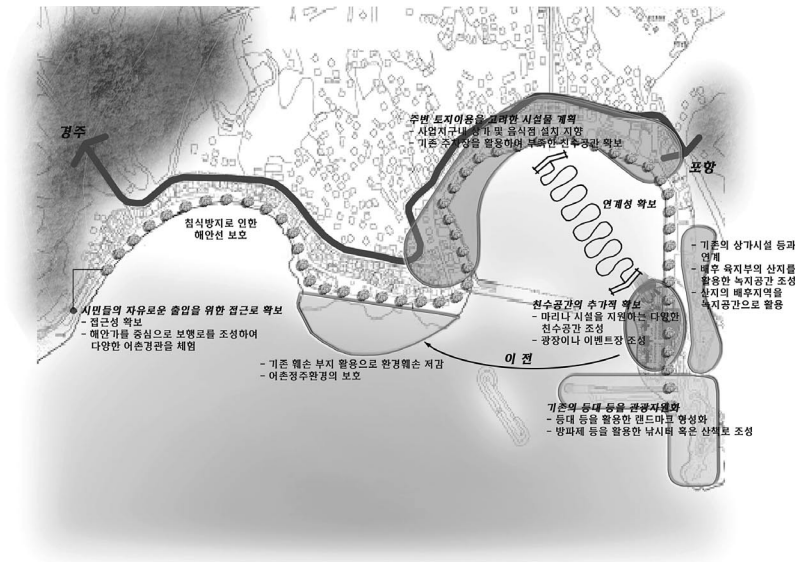 경주
주변 토지이용을 고려한 시설물 계획
- 사업지구내 상가 및 음식점 설치 지향
- 기존 주차장을 활용하여 부족한 친수공간 확보
포항
연계성 확보
침식방지로 인한
해안선 보호
- 기존의 상가시설 등과
연계
- 배후 육지부의 산지를
활용한 녹지공간 조성
- 산지의 배후지역을
녹지공간으로 활용
시민들의 자유로운 출입을 위한 접근로 확보
- 접근성 확보
- 해안가를 중심으로 보행로를 조성하여
다양한 어촌경관을 체험
친수공간의 추가적 확보
- 마리나 시설을 지원하는 다양한
친수공간 조성
- 광장이나 이벤트장 조성
이 전
- 기존 훼손 부지 활용으로 환경훼손 저감
- 어촌정주환경의 보호
기존의 등대 등을 관광자원화
- 등대 등을 활용한 랜드마크 형성화
- 방파제 등을 활용한 낚시터 혹은 산책로 조성